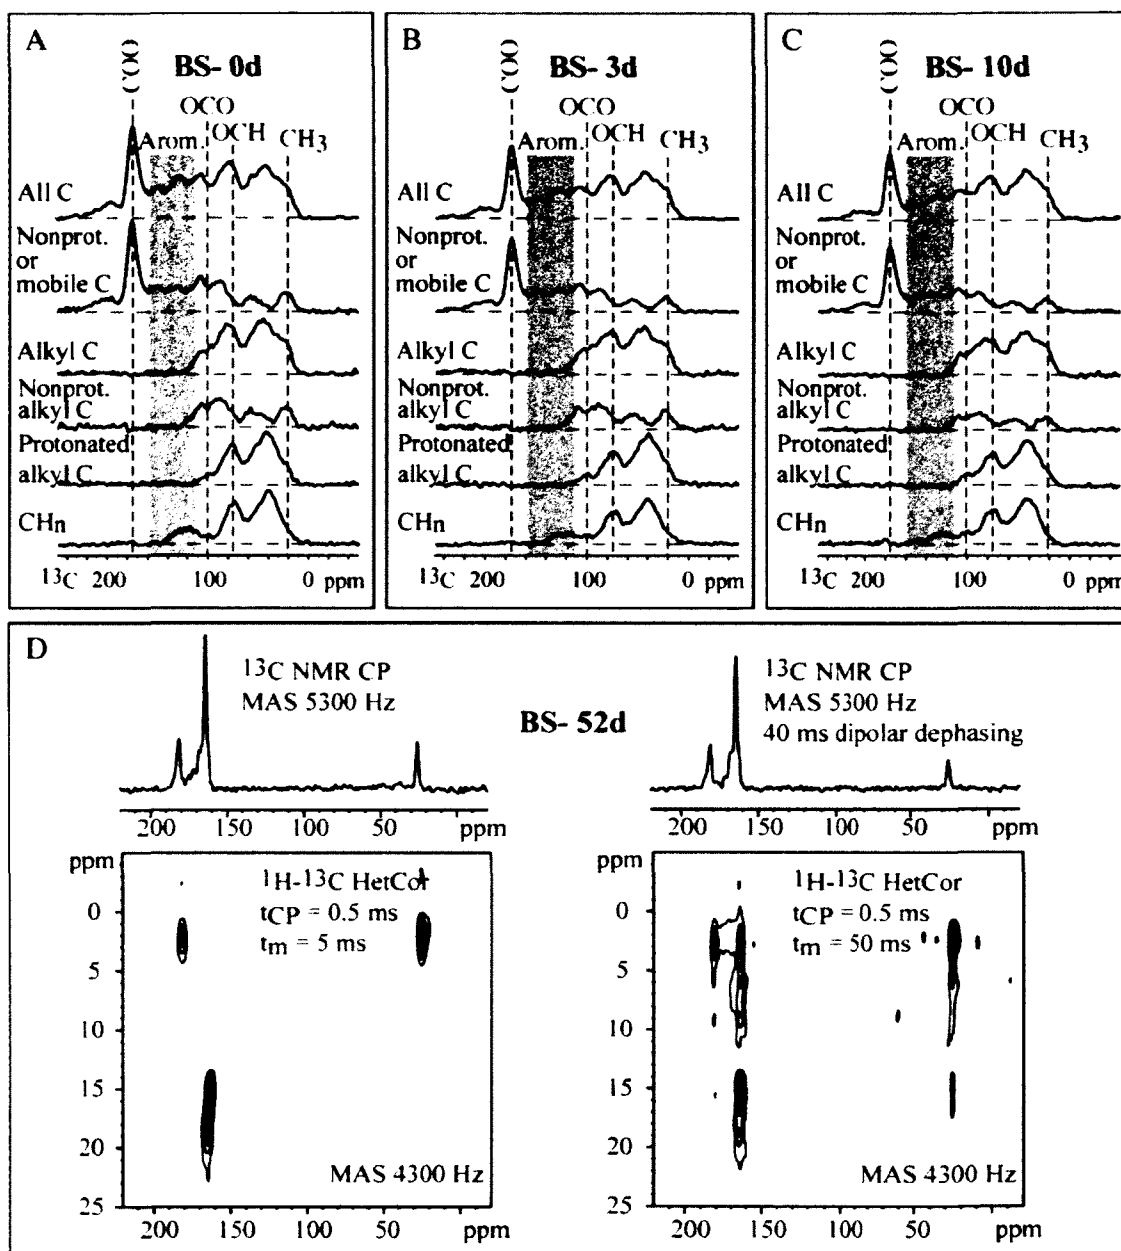 A
BS- 0d
COO
OCO
OCH
Arom.
CH3
All C
Nonprot.
or
mobile C
Alkyl C
Nonprot.
alkyl C
Protonated
alkyl C
CHn
13C 200 100 0 ppm
B
BS- 3d
COO
OCO
OCH
Arom.
CH3
All C
Nonprot.
or
mobile C
Alkyl C
Nonprot.
alkyl C
Protonated
alkyl C
CHn
13C 200 100 0 ppm
C
BS- 10d
COO
OCO
OCH
Arom.
CH3
All C
Nonprot.
or
mobile C
Alkyl C
Nonprot.
alkyl C
Protonated
alkyl C
CHn
13C 200 100 0 ppm
D
13C NMR CP
MAS 5300 Hz
BS- 52d
13C NMR CP
MAS 5300 Hz
40 ms dipolar dephasing
200 150 100 50 ppm
200 150 100 50 ppm
ppm
0
5
10
15
20
25
1H-13C HetCor
tCP = 0.5 ms
tm = 5 ms
MAS 4300 Hz
200 150 100 50 ppm
ppm
0
5
10
15
20
25
1H-13C HetCor
tCP = 0.5 ms
tm = 50 ms
MAS 4300 Hz
200 150 100 50 ppm